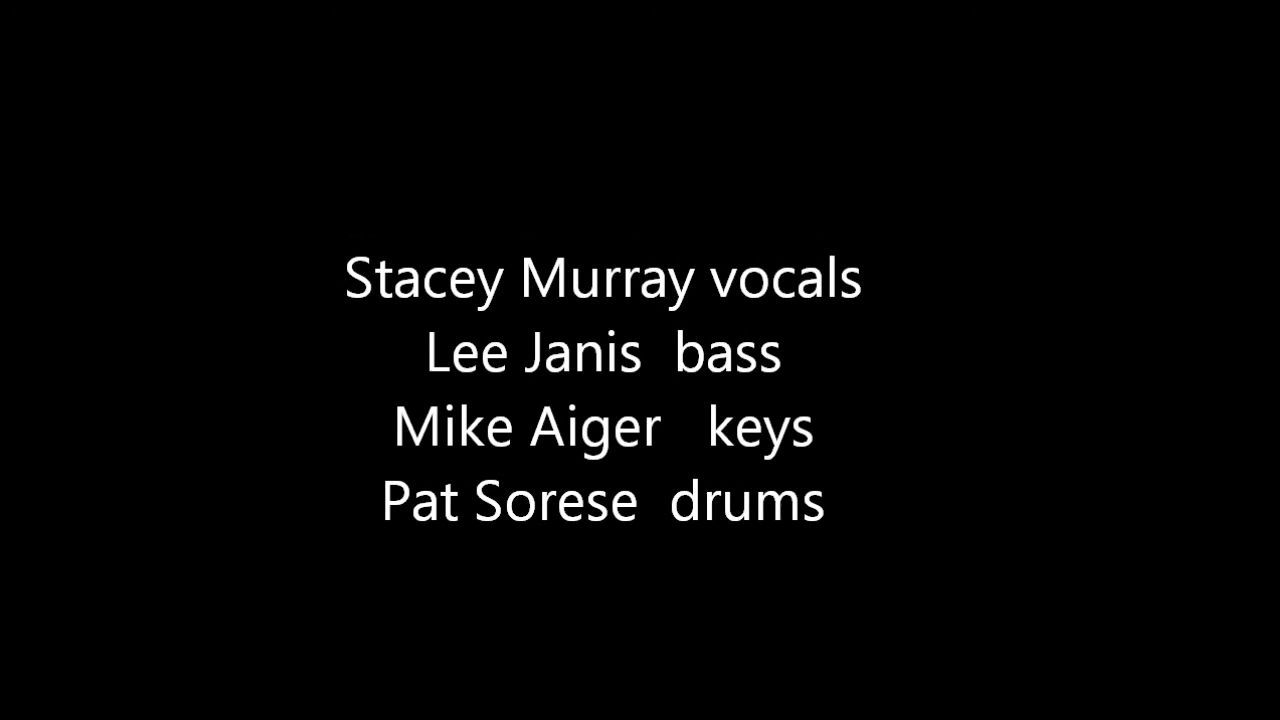 Stacey Murray vocals
Lee Janis  bass
Mike Aiger   keys
Pat Sorese  drums